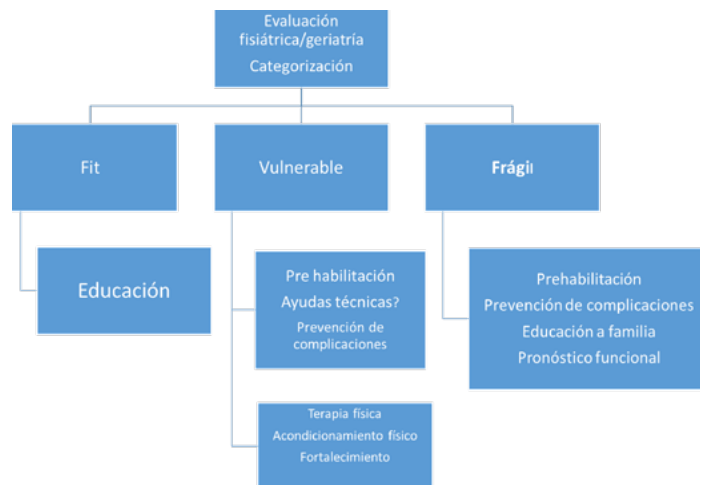 Evaluación
fisiátrica/geriatría
Categorización
Fit
Vulnerable
Frágil
Educación
Pre habilitación
Ayudas técnicas?
Prevención de
complicaciones
Prehabilitación
Prevención de complicaciones
Educación a familia
Pronóstico funcional
Terapia física
Acondicionamiento físico
Fortalecimiento